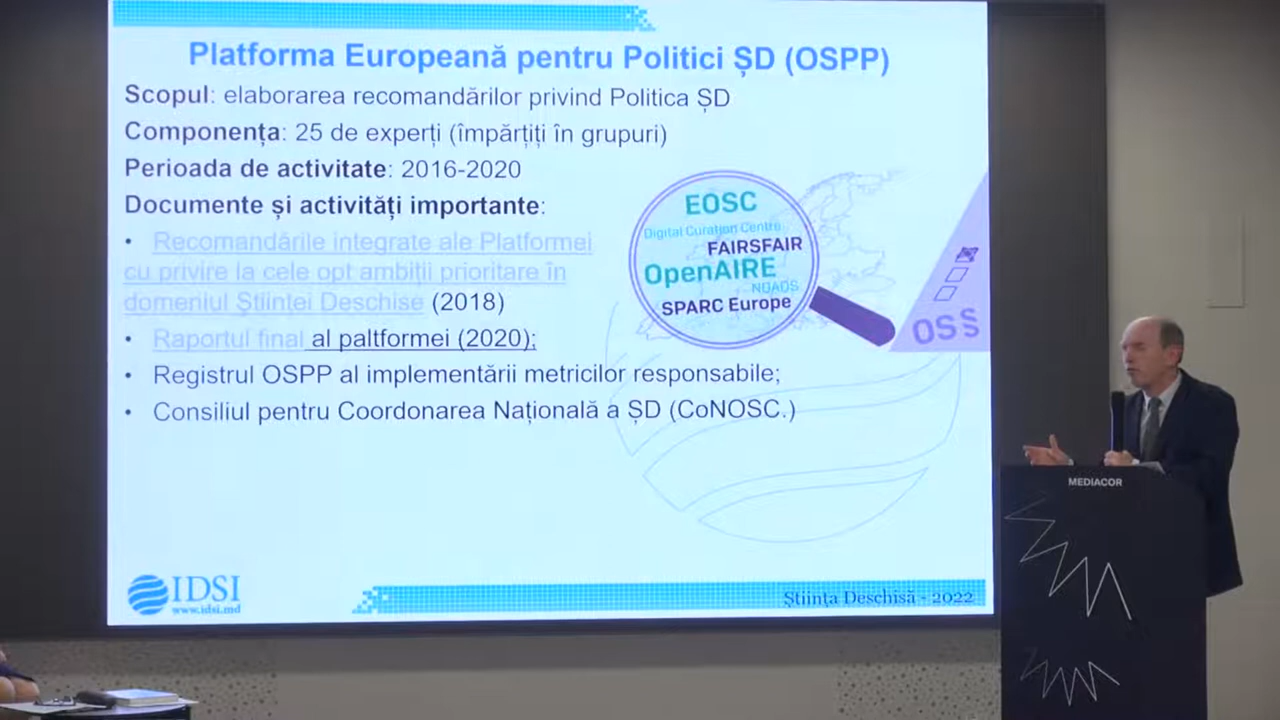 Platforma Europeană pentru Politici ȘD (OSPP)
Scopul: elaborarea recomandărilor privind Politica ȘD
Componența: 25 de experți (împărțiți în grupuri)
Perioada de activitate: 2016-2020
Documente și activități importante:
• Recomandările integrate ale Platformei
cu privire la cele opt ambiții prioritare în
domeniul Științei Deschise (2018)
• Raportul final al paltformei (2020);
• Registrul OSPP al implementării metricilor responsabile;
• Consiliul pentru Coordonarea Națională a ȘD (CoNOSC.)
EOSC
Digital Curation Centre
FAIRSFAIR
OpenAIRE
NOADS
SPARC Europe
OSS
IDSI
www.idsi.md
Știința Deschisă - 2022
MEDIACOR